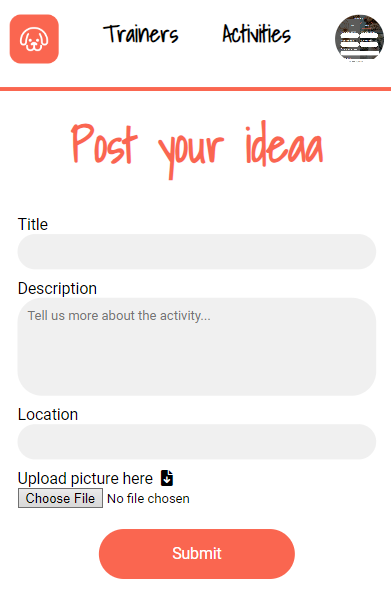 Trainers Activities
Post your ideaa
Title
Description
Tell us more about the activity...
Location
Upload picture here
Choose File No file chosen
Submit